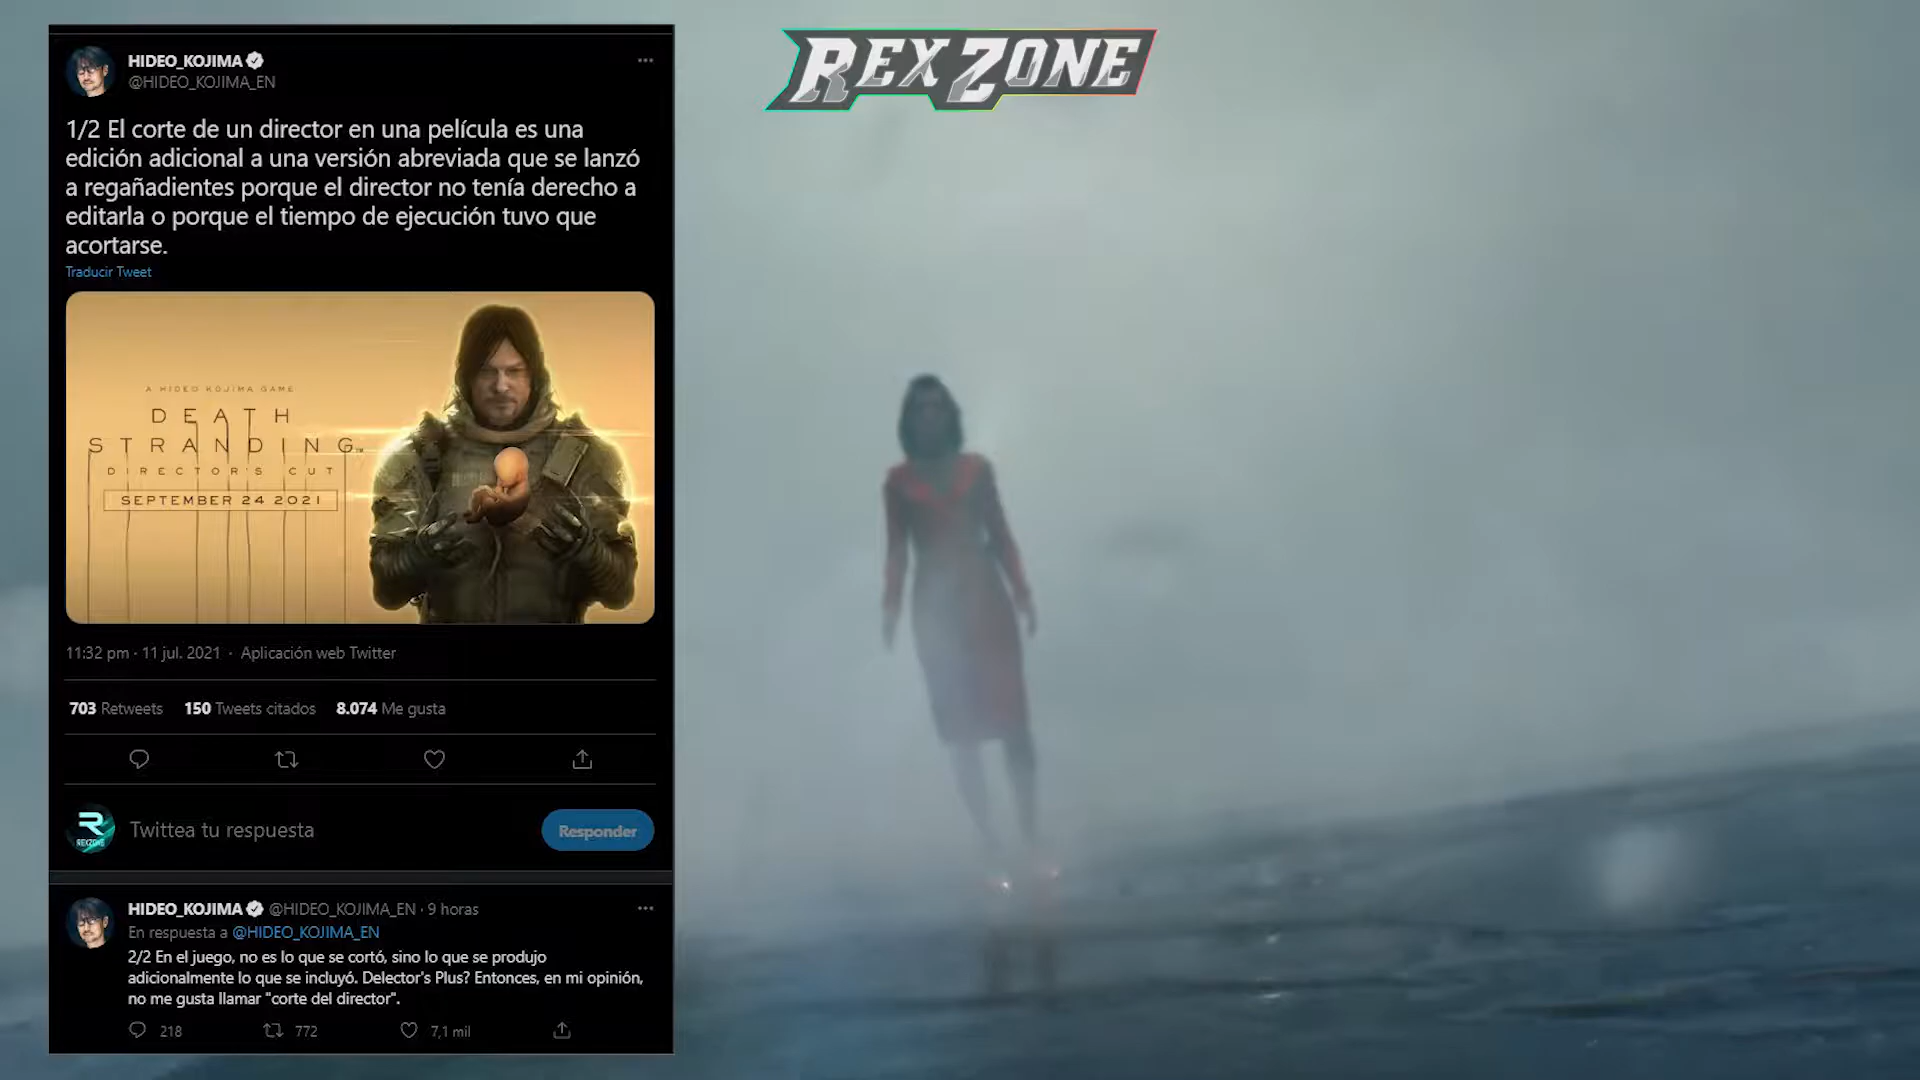 HIDEO_KOJIMA
@HIDEO_KOJIMA_EN
1/2 El corte de un director en una película es una
edición adicional a una versión abreviada que se lanzó
a regañadientes porque el director no tenía derecho a
editarla o porque el tiempo de ejecución tuvo que
acortarse.
Traducir Tweet
A HIDEO KOJIMA GAME
DEATH
STRANDING™
DIRECTOR'S CUT
SEPTEMBER 24 2021
11:32 pm · 11 jul. 2021 · Aplicación web Twitter
703 Retweets 150 Tweets citados 8.074 Me gusta
REXZONE
Twittea tu respuesta
Responder
HIDEO_KOJIMA @HIDEO_KOJIMA_EN · 9 horas
En respuesta a @HIDEO_KOJIMA_EN
2/2 En el juego, no es lo que se cortó, sino lo que se produjo
adicionalmente lo que se incluyó. Delector's Plus? Entonces, en mi opinión,
no me gusta llamar "corte del director".
218 772 7,1 mil
REX ZONE